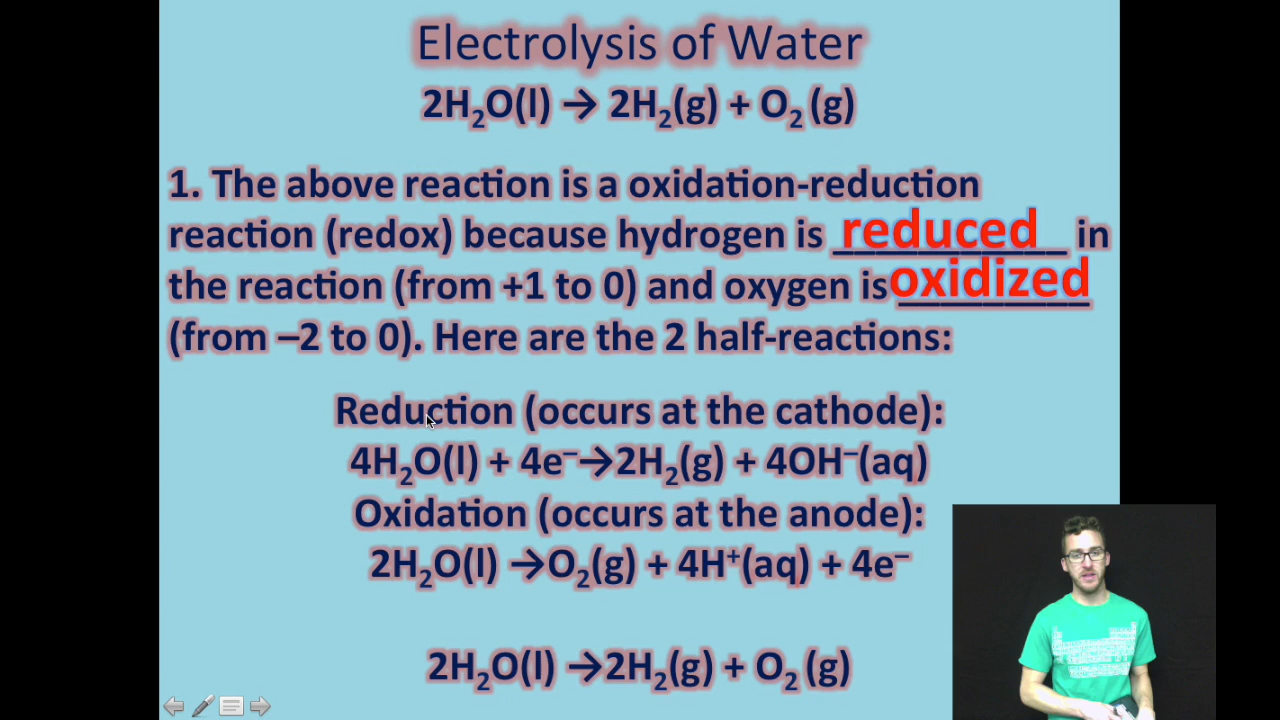 Electrolysis of Water
2H₂O(l) → 2H₂(g) + O₂ (g)
1. The above reaction is a oxidation-reduction
reaction (redox) because hydrogen is reduced in
the reaction (from +1 to 0) and oxygen is oxidized
(from –2 to 0). Here are the 2 half-reactions:
Reduction (occurs at the cathode):
4H₂O(l) + 4e⁻→2H₂(g) + 4OH⁻(aq)
Oxidation (occurs at the anode):
2H₂O(l) →O₂(g) + 4H⁺(aq) + 4e⁻
2H₂O(l) →2H₂(g) + O₂ (g)